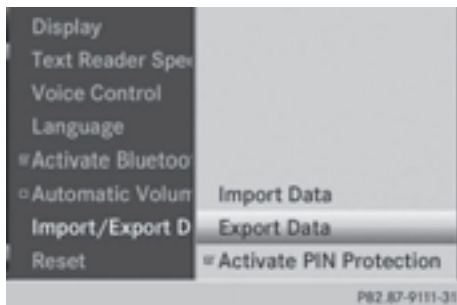 Display
Text Reader Spee
Voice Control
Language
Activate Bluetoo
Automatic Volum
Import/Export D
Reset
Import Data
Export Data
Activate PIN Protection
P82.87-9111-31